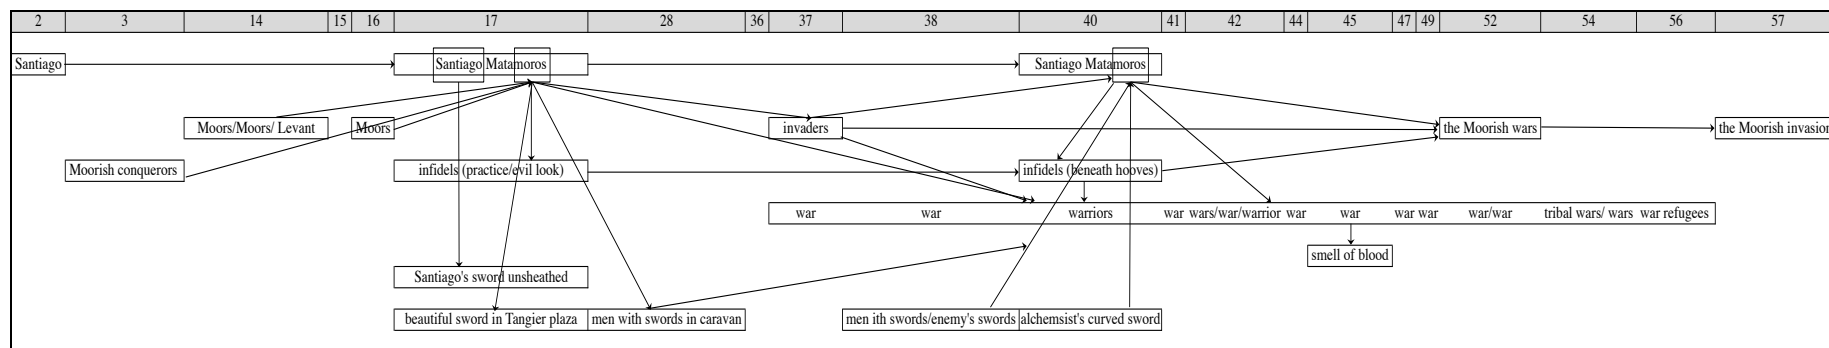 2 3 14 15 16 17 28 36 37 38 40 41 42 44 45 47 49 52 54 56 57
Santiago Santiago Matamoros Santiago Matamoros
Moors/Moors/ Levant Moors invaders the Moorish wars the Moorish invasion
Moorish conquerors infidels (practice/evil look) infidels (beneath hooves)
war war warriors war wars/war/warrior war war war war war/war tribal wars/ wars war refugees
smell of blood
Santiago's sword unsheathed
beautiful sword in Tangier plaza men with swords in caravan men ith swords/enemy's swords alchemsist's curved sword